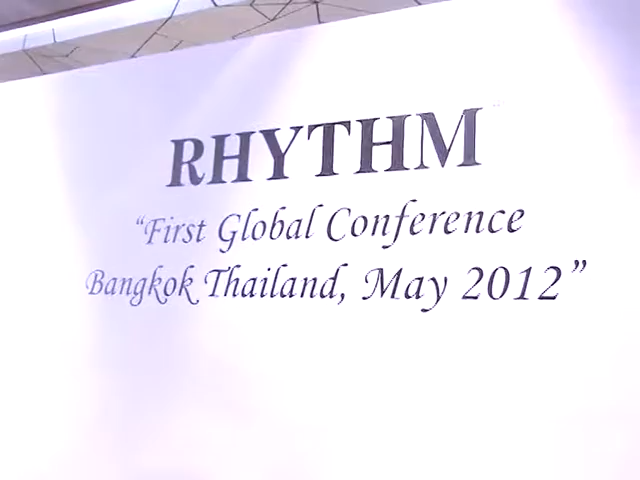 RHYTHM
“First Global Conference
Bangkok Thailand, May 2012”